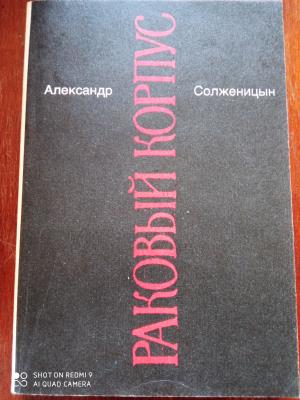 Александр
Солженицын
РАКОВЫЙ КОРПУС
SHOT ON REDMI 9
AI QUAD CAMERA